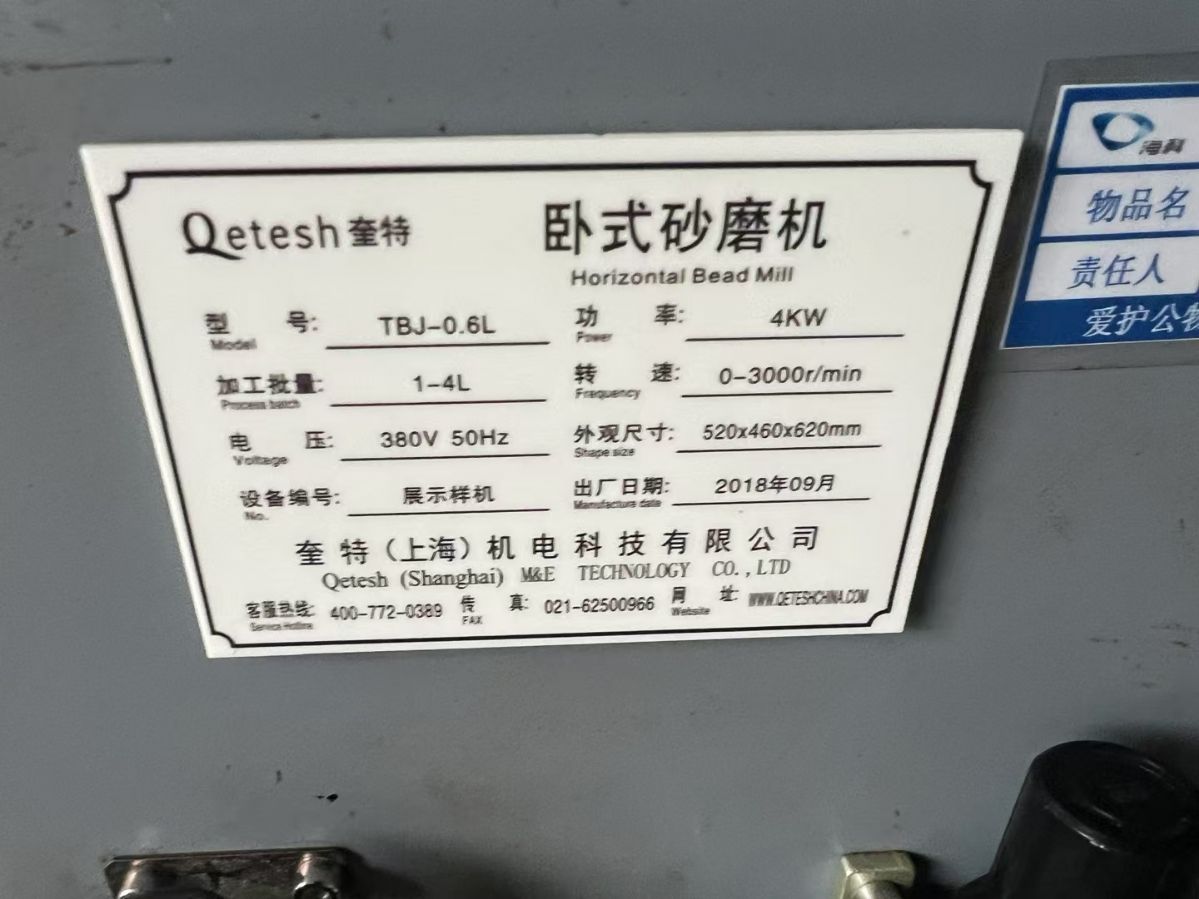 Qetesh 奎特
卧式砂磨机
Horizontal Bead Mill
型 号: TBJ-0.6L
Model
功 率: 4KW
Power
加工批量: 1-4L
Process batch
转 速: 0-3000r/min
Frequency
电 压: 380V 50Hz
Voltage
外观尺寸: 520x460x620mm
Shape size
设备编号: 展示样机
No.
出厂日期: 2018年09月
Manufacture date
奎特(上海)机电科技有限公司
Qetesh (Shanghai) M&E TECHNOLOGY CO.,LTD
客服热线: 400-772-0389 传 真: 021-62500966 网 址: WWW.QETESHCHINA.COM
Service Hotline FAX Website
海科
物品名
责任人
爱护公物